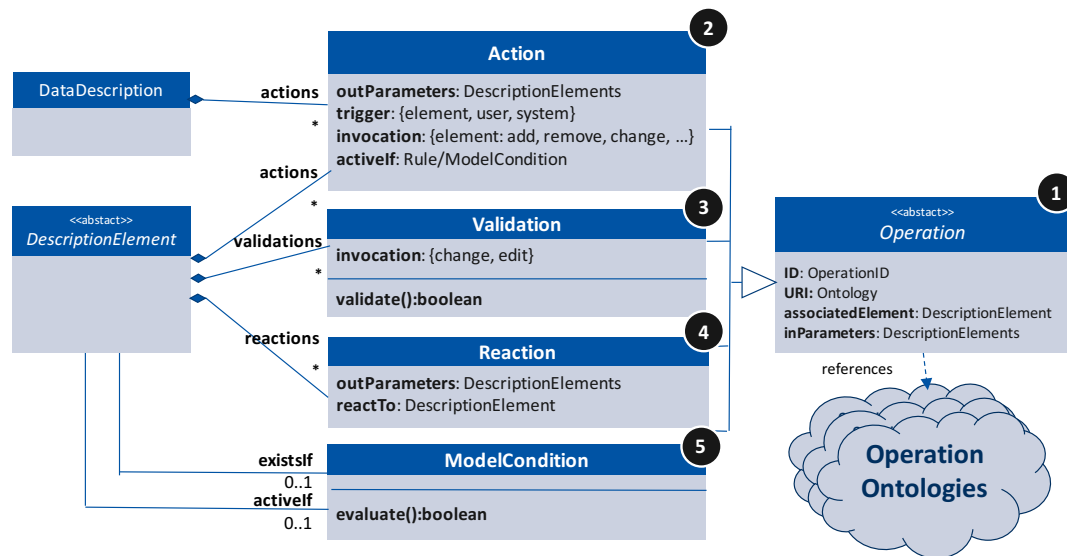 2
Action
outParameters: DescriptionElements
trigger: {element, user, system}
invocation: {element: add, remove, change, …}
activeIf: Rule/ModelCondition
DataDescription
actions
*
actions
*
<<abstact>>
DescriptionElement
validations
*
reactions
*
3
Validation
invocation: {change, edit}
validate():boolean
4
Reaction
outParameters: DescriptionElements
reactTo: DescriptionElement
5
ModelCondition
evaluate():boolean
existsIf
0..1
activeIf
0..1
1
<<abstact>>
Operation
ID: OperationID
URI: Ontology
associatedElement: DescriptionElement
inParameters: DescriptionElements
references
Operation
Ontologies